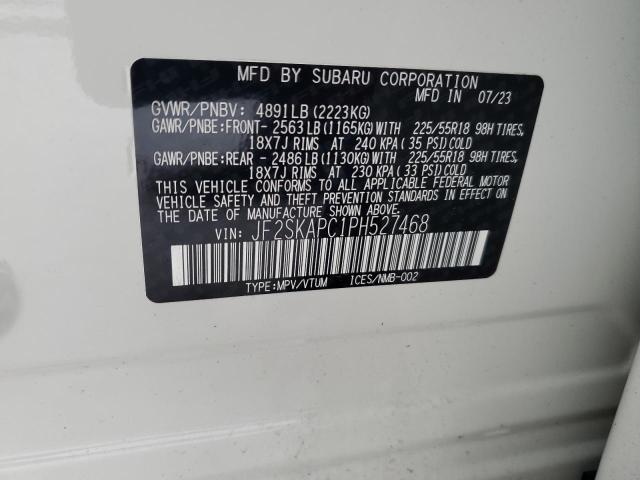 MFD BY SUBARU CORPORATION
MFD IN 07/23
GVWR/PNBV: 4891LB (2223KG)
GAWR/PNBE: FRONT- 2563LB (1165KG) WITH 225/55R18 98H TIRES,
18X7J RIMS AT 240 KPA (35 PSI) COLD
GAWR/PNBE: REAR - 2486LB (1130KG) WITH 225/55R18 98H TIRES,
18X7J RIMS AT 230 KPA (33 PSI) COLD
THIS VEHICLE CONFORMS TO ALL APPLICABLE FEDERAL MOTOR
VEHICLE SAFETY AND THEFT PREVENTION STANDARDS IN EFFECT ON
THE DATE OF MANUFACTURE SHOWN ABOVE.
VIN: JF2SKAPC1PH527468
TYPE: MPV/VTUM ICES/NMB-002